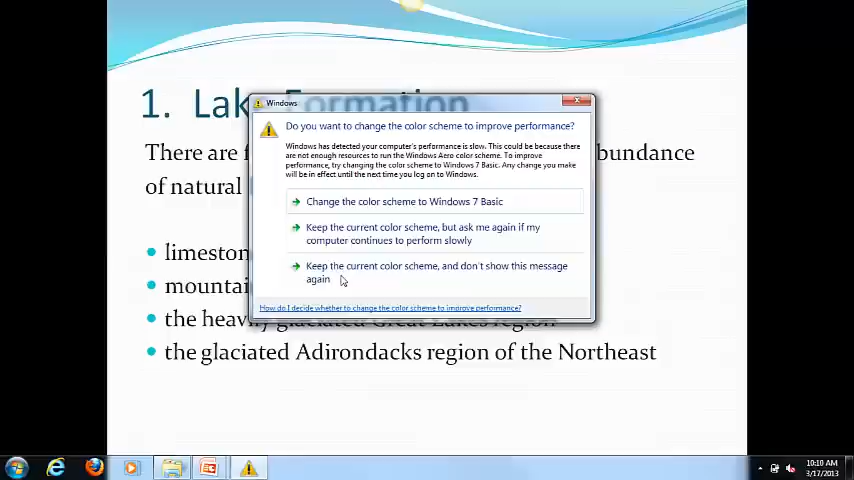 1. Lake Formation
There are f
bundance
of natural
• limeston
• mountai
• the heavily glaciated Great Lakes region
• the glaciated Adirondacks region of the Northeast
Windows
Do you want to change the color scheme to improve performance?
Windows has detected your computer's performance is slow. This could be because
there are not enough resources to run the Windows Aero color scheme. To improve
performance, try changing the color scheme to Windows 7 Basic. Any change you make
will be in effect until the next time you log on to Windows.
Change the color scheme to Windows 7 Basic
Keep the current color scheme, but ask me again if my
computer continues to perform slowly
Keep the current color scheme, and don't show this message
again
How do I decide whether to change the color scheme to improve performance?
10:10 AM
3/17/2013